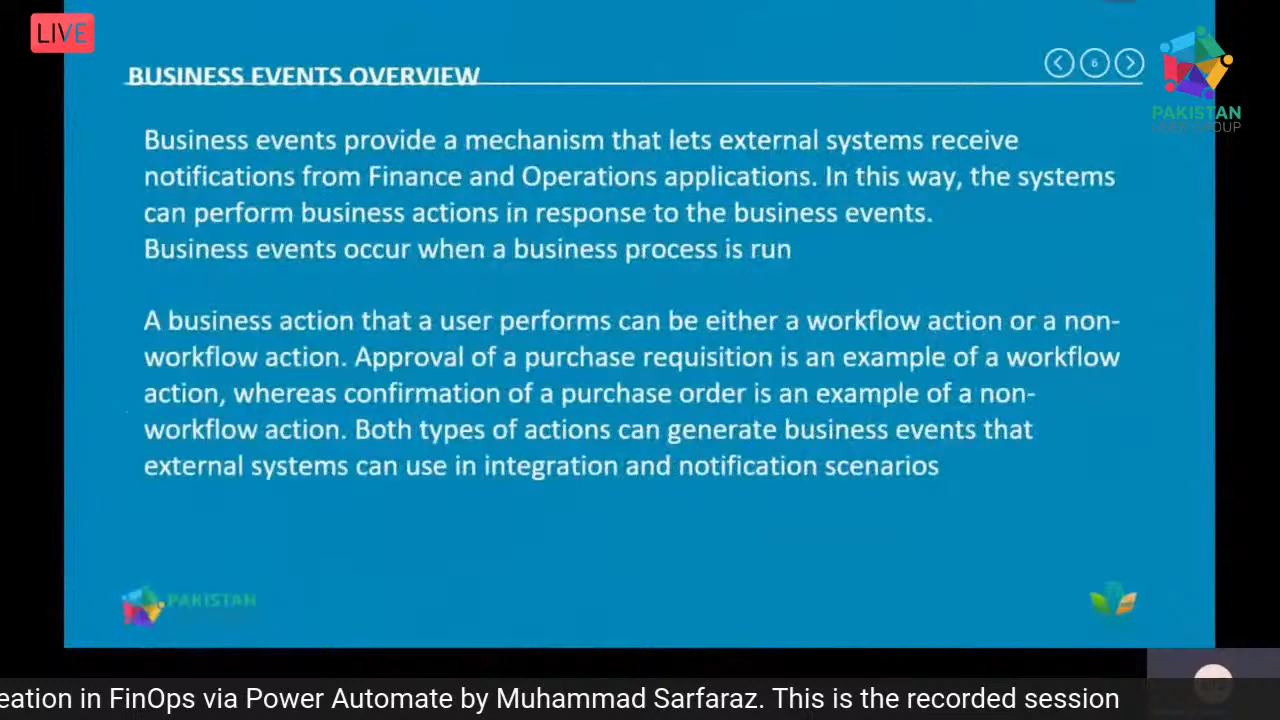 LIVE
BUSINESS EVENTS OVERVIEW
6
PAKISTAN
USER GROUP
Business events provide a mechanism that lets external systems receive
notifications from Finance and Operations applications. In this way, the systems
can perform business actions in response to the business events.
Business events occur when a business process is run
A business action that a user performs can be either a workflow action or a non-
workflow action. Approval of a purchase requisition is an example of a workflow
action, whereas confirmation of a purchase order is an example of a non-
workflow action. Both types of actions can generate business events that
external systems can use in integration and notification scenarios
PAKISTAN
eation in FinOps via Power Automate by Muhammad Sarfaraz. This is the recorded session